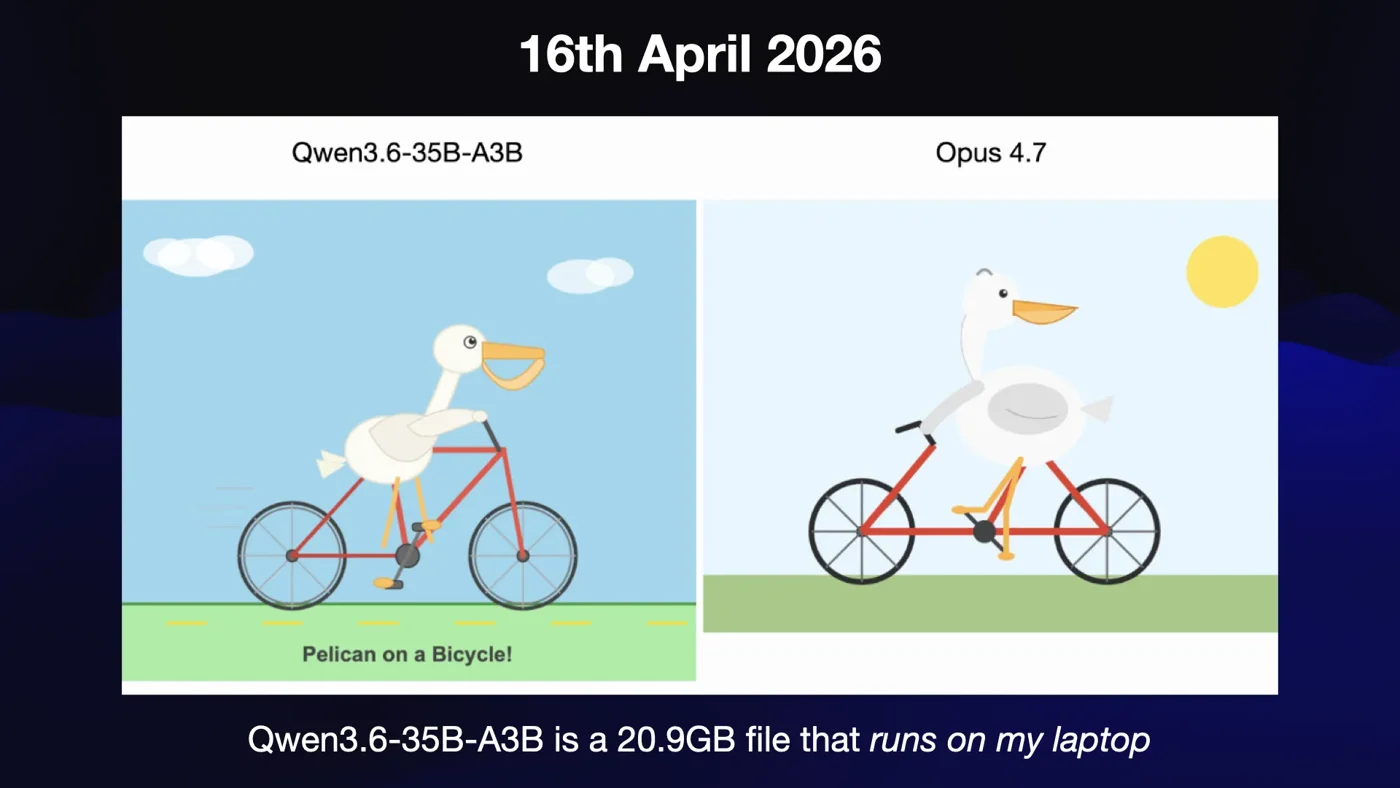 16th April 2026
Qwen3.6-35B-A3B
Opus 4.7
Pelican on a Bicycle!
Qwen3.6-35B-A3B is a 20.9GB file that runs on my laptop